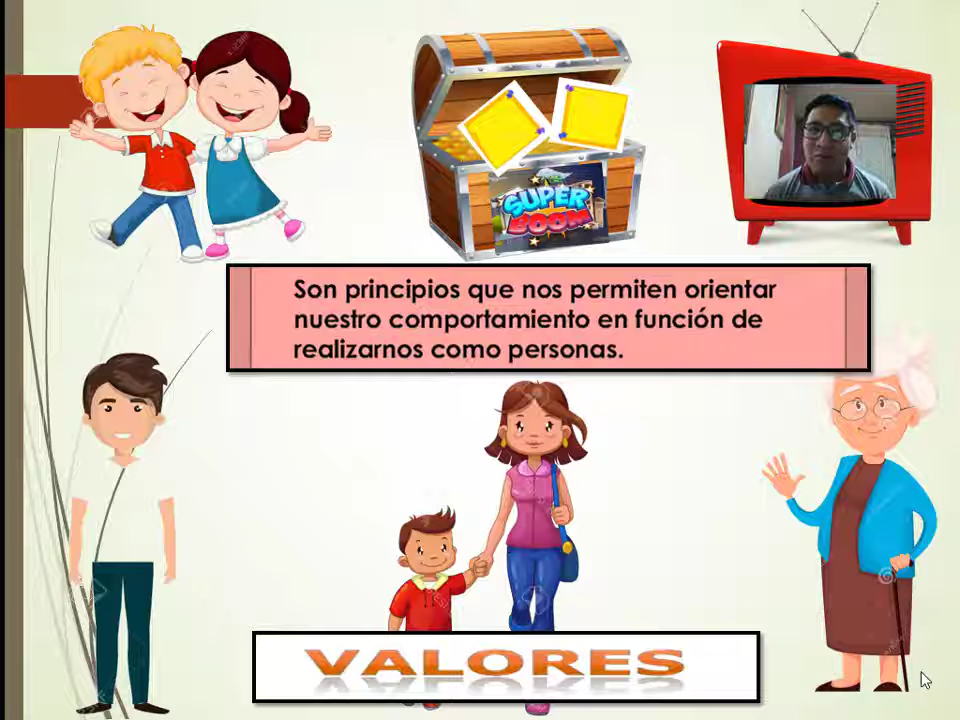 SUPER
BOOM
Son principios que nos permiten orientar
nuestro comportamiento en función de
realizarnos como personas.
VALORES